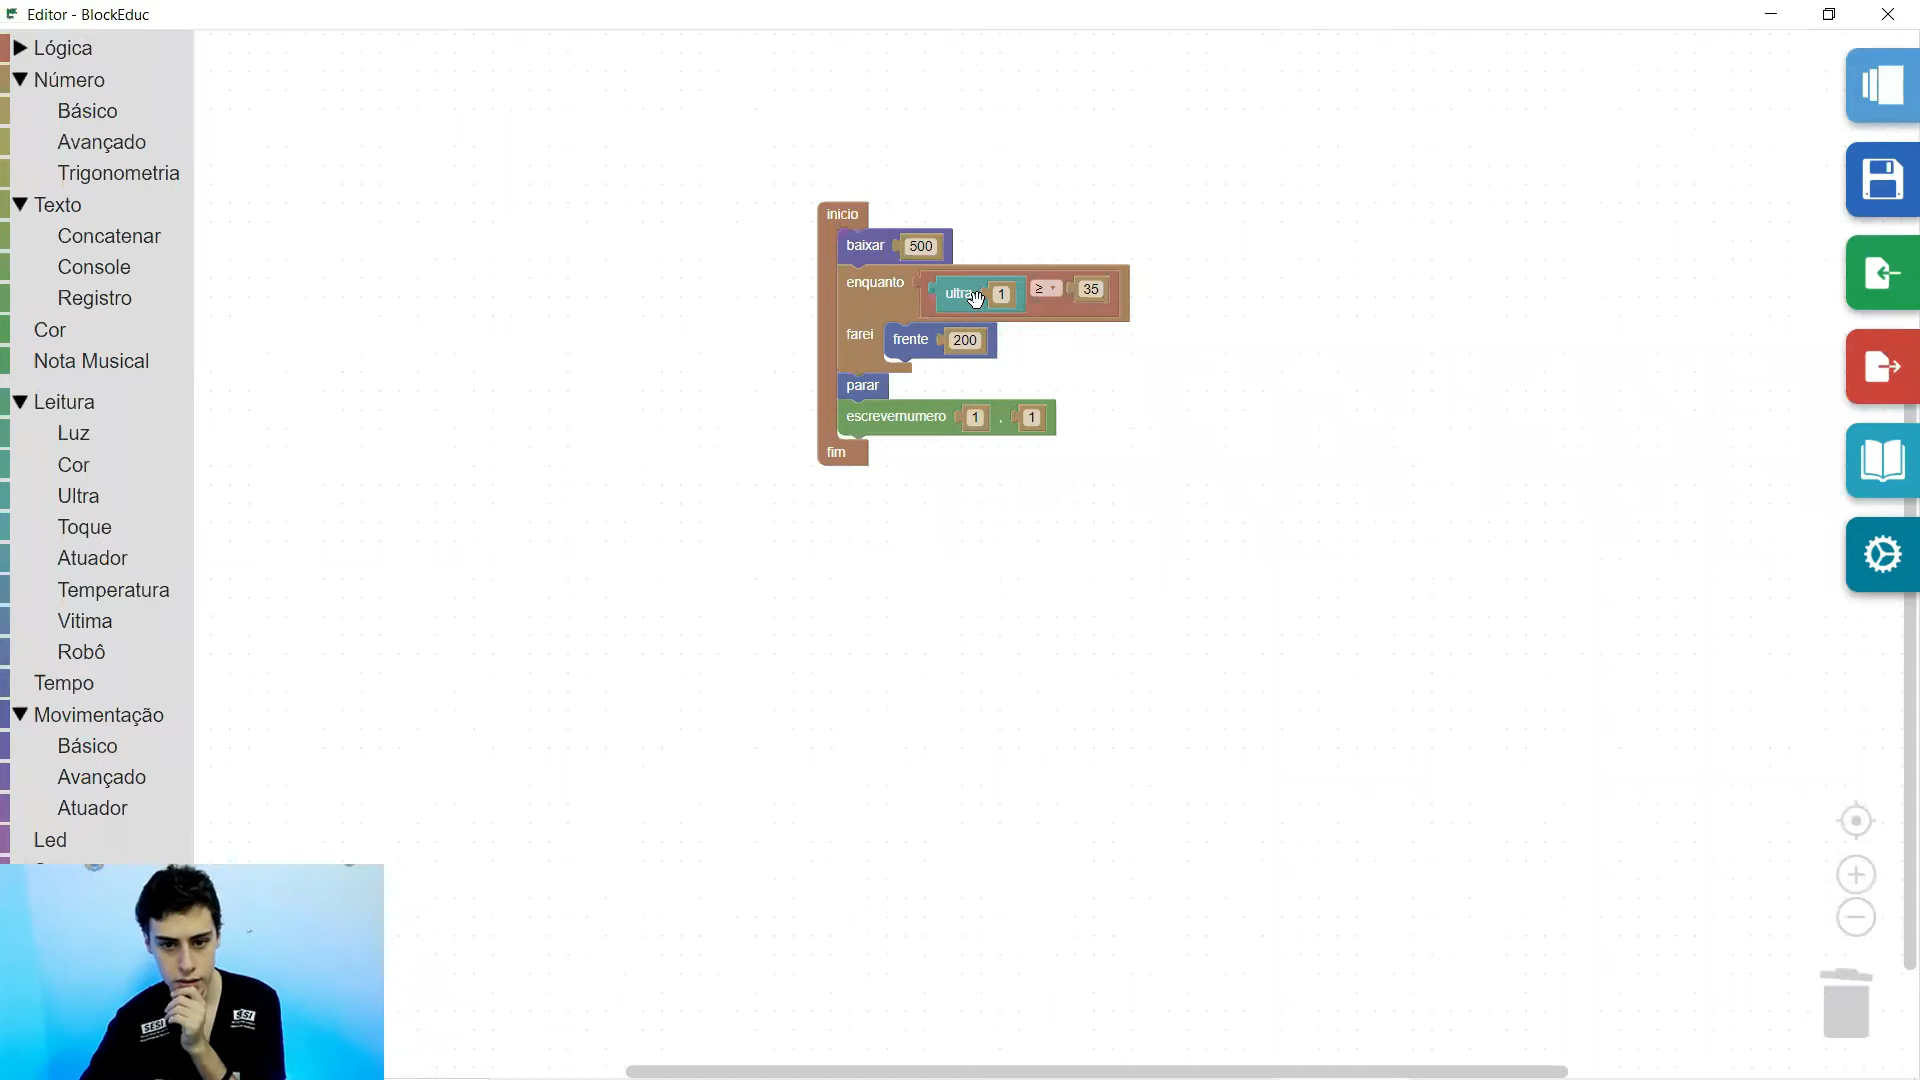 Editor - BlockEduc
Lógica
Número
Básico
Avançado
Trigonometria
Texto
Concatenar
Console
Registro
Cor
Nota Musical
Leitura
Luz
Cor
Ultra
Toque
Atuador
Temperatura
Vitima
Robô
Tempo
Movimentação
Básico
Avançado
Atuador
Led
inicio
baixar 500
enquanto ultra 1 ≥ 35
farei frente 200
parar
escrevernumero 1 , 1
fim
SESI
SESI